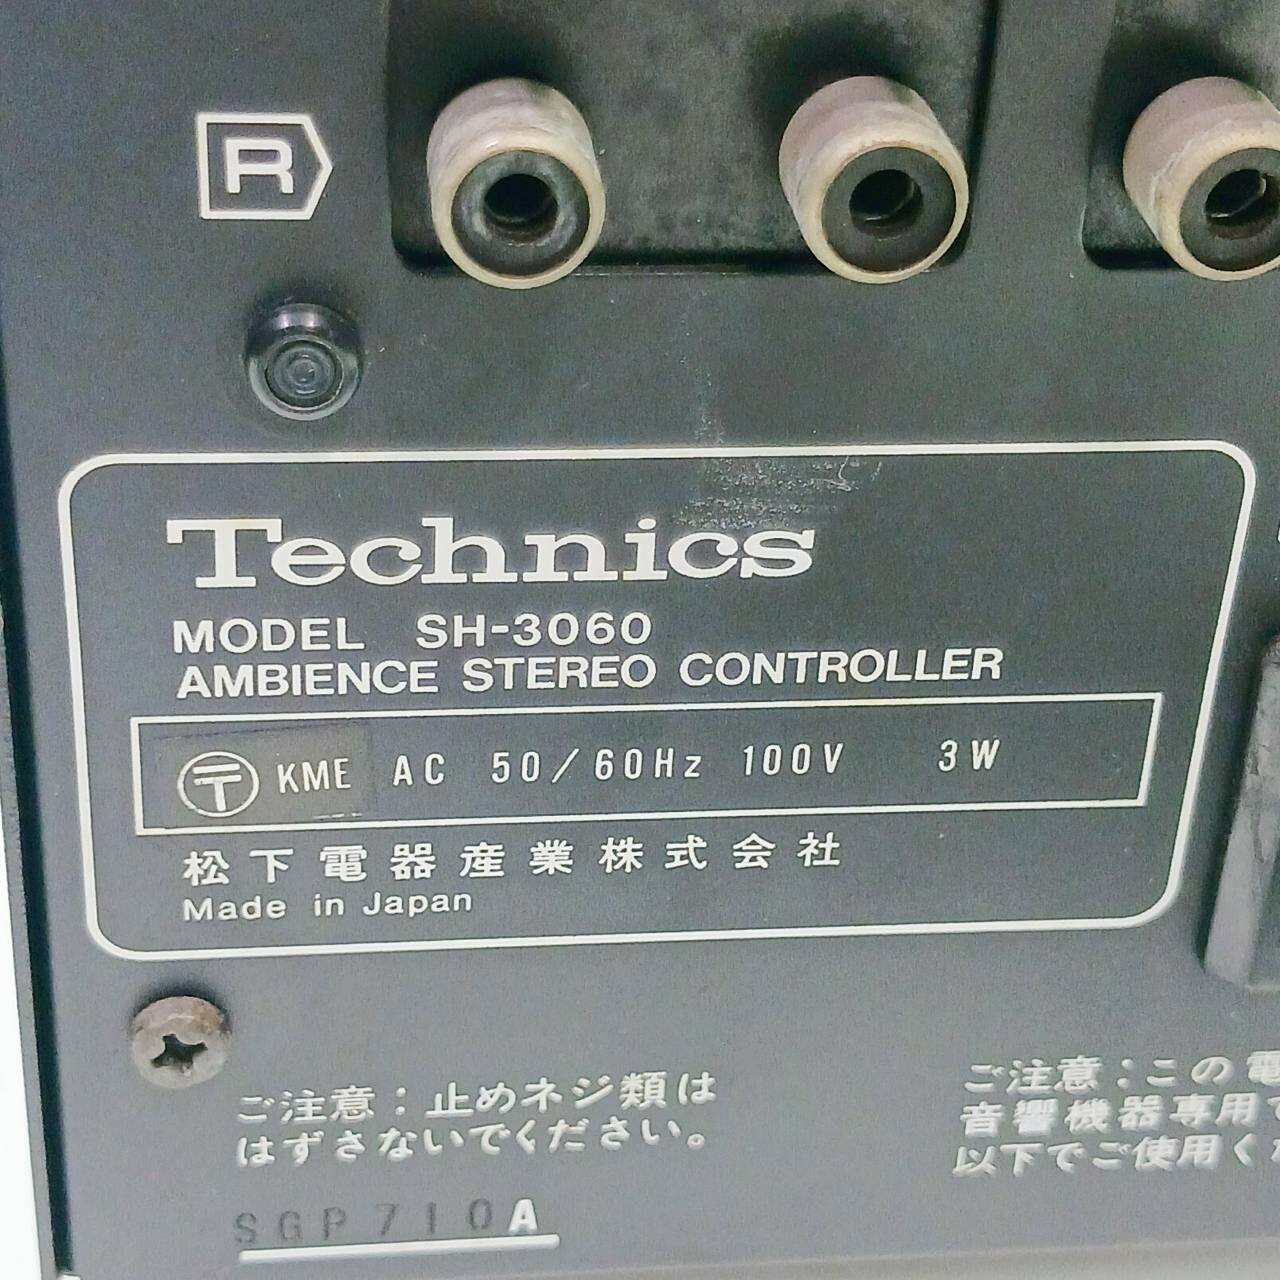 R
Technics
MODEL SH-3060
AMBIENCE STEREO CONTROLLER
〒 KME AC 50/60Hz 100V 3W
松下電器産業株式会社
Made in Japan
ご注意：止めネジ類は
はずさないでください。
ご注意：この電
音響機器専用で
以下でご使用くだ
SGP710A